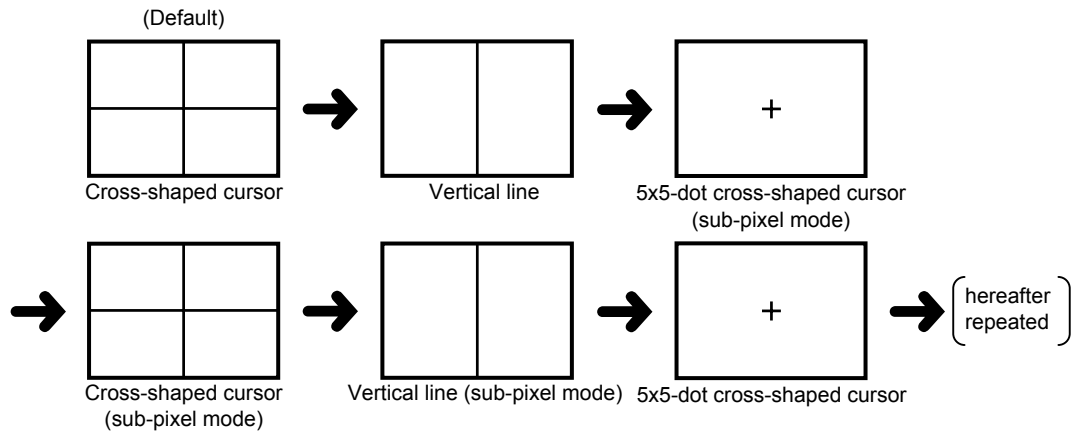 (Default)
Cross-shaped cursor
Vertical line
5x5-dot cross-shaped cursor
(sub-pixel mode)
Cross-shaped cursor
(sub-pixel mode)
Vertical line (sub-pixel mode)
5x5-dot cross-shaped cursor
hereafter
repeated